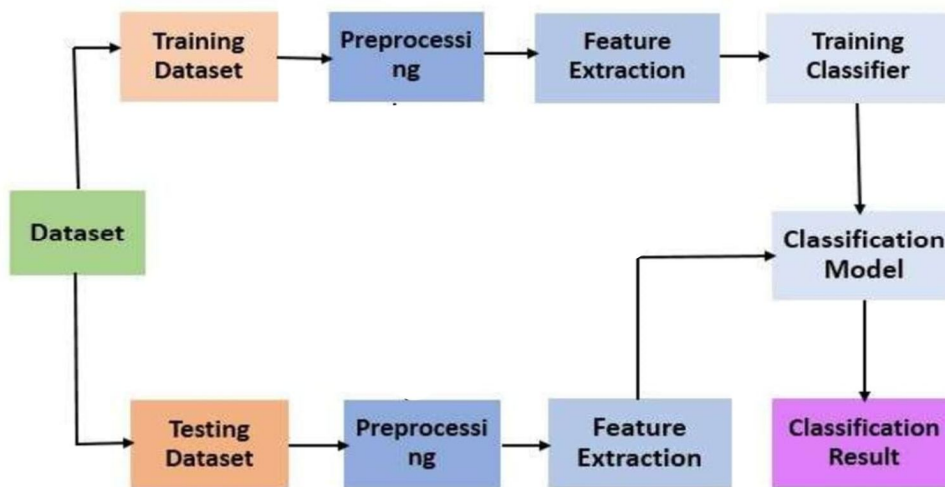 Training
Dataset
Preprocessi
ng
Feature
Extraction
Training
Classifier
Dataset
Classification
Model
Testing
Dataset
Preprocessi
ng
Feature
Extraction
Classification
Result